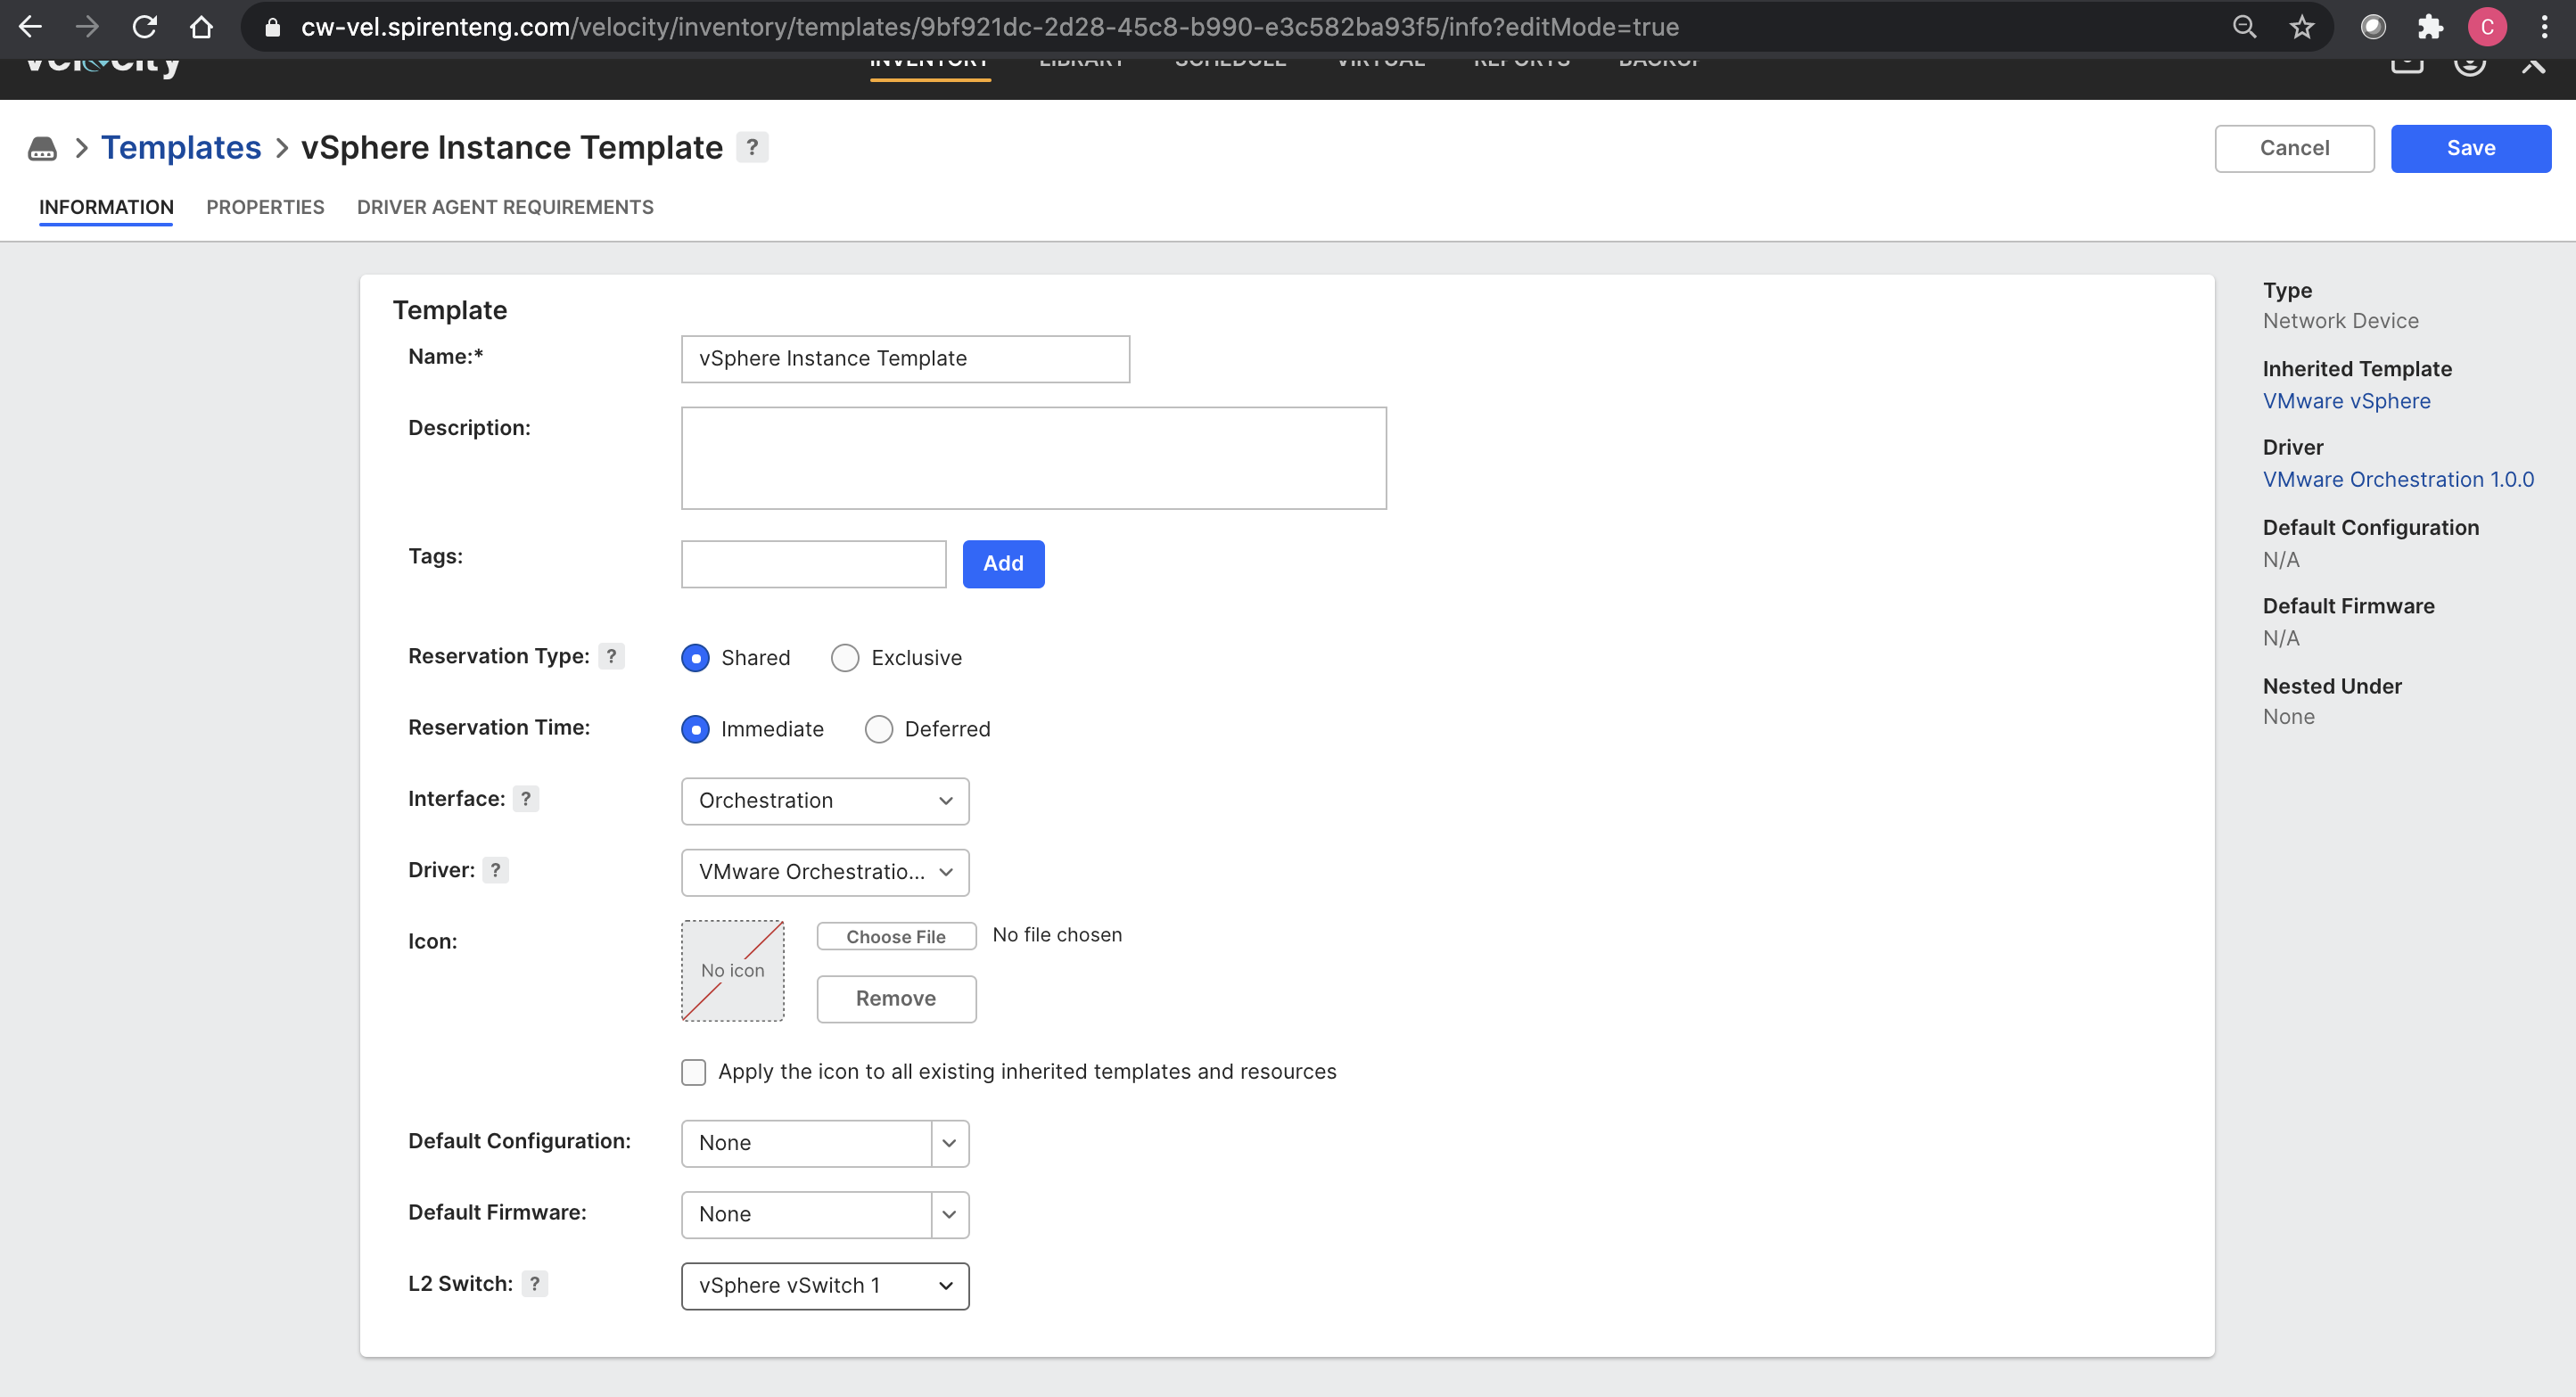 cw-vel.spirenteng.com/velocity/inventory/templates/9bf921dc-2d28-45c8-b990-e3c582ba93f5/info?editMode=true
C
velocity
INVENTORY LIBRARY SCHEDULE VIRTUAL REPORTS BACKUP
Templates > vSphere Instance Template ?
Cancel Save
INFORMATION PROPERTIES DRIVER AGENT REQUIREMENTS
Template
Name:* vSphere Instance Template
Description:
Tags: Add
Reservation Type: ? Shared Exclusive
Reservation Time: Immediate Deferred
Interface: ? Orchestration
Driver: ? VMware Orchestratio...
Icon: No icon Choose File No file chosen
Remove
Apply the icon to all existing inherited templates and resources
Default Configuration: None
Default Firmware: None
L2 Switch: ? vSphere vSwitch 1
Type
Network Device
Inherited Template
VMware vSphere
Driver
VMware Orchestration 1.0.0
Default Configuration
N/A
Default Firmware
N/A
Nested Under
None